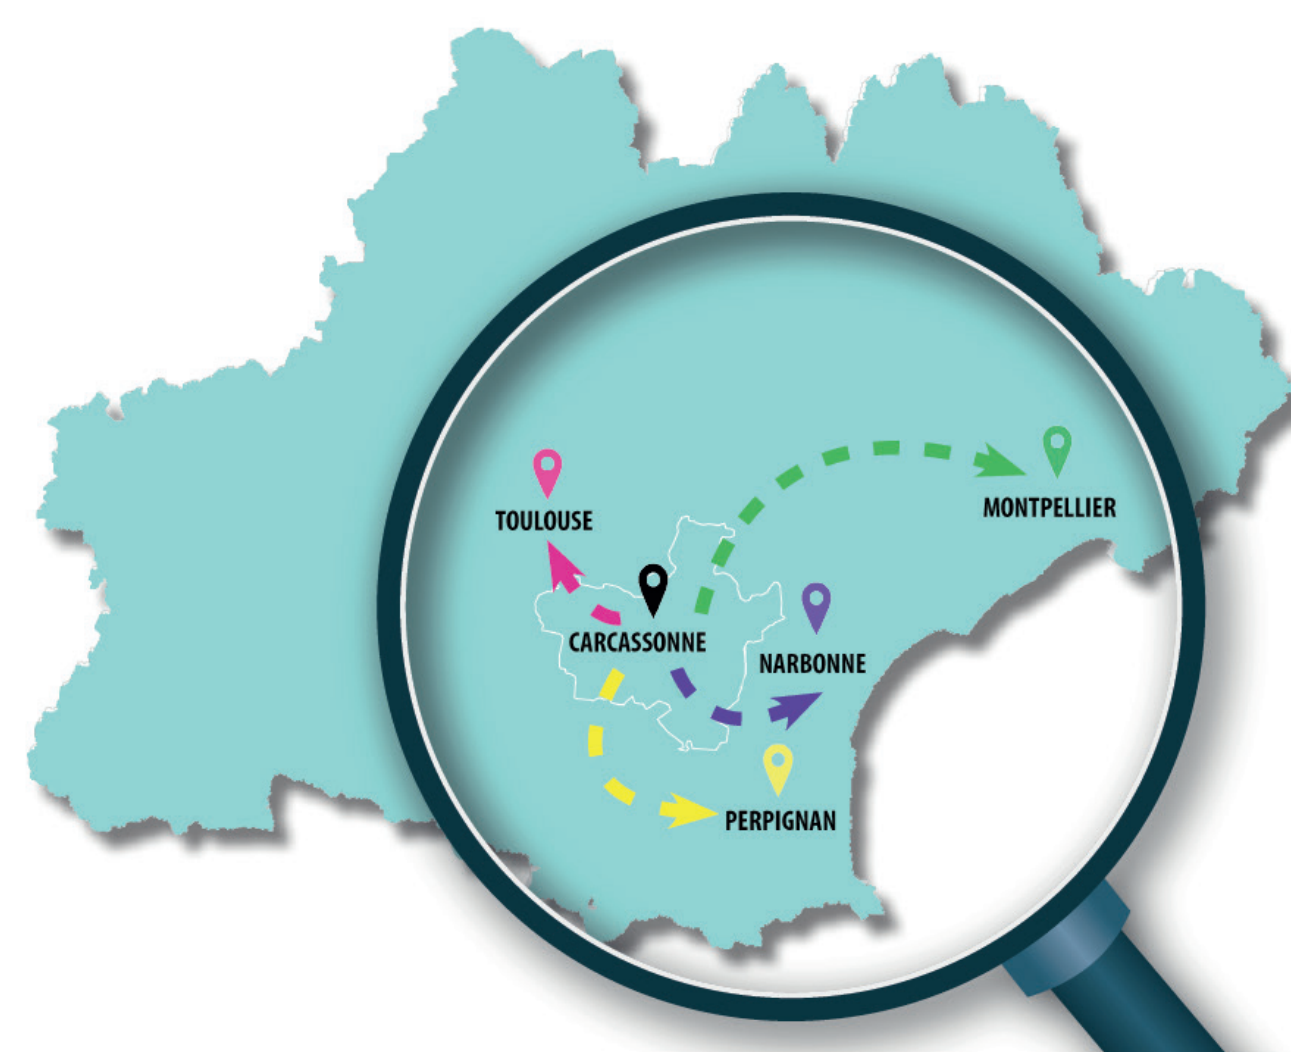 MONTPELLIER
TOULOUSE
CARCASSONNE
NARBONNE
PERPIGNAN